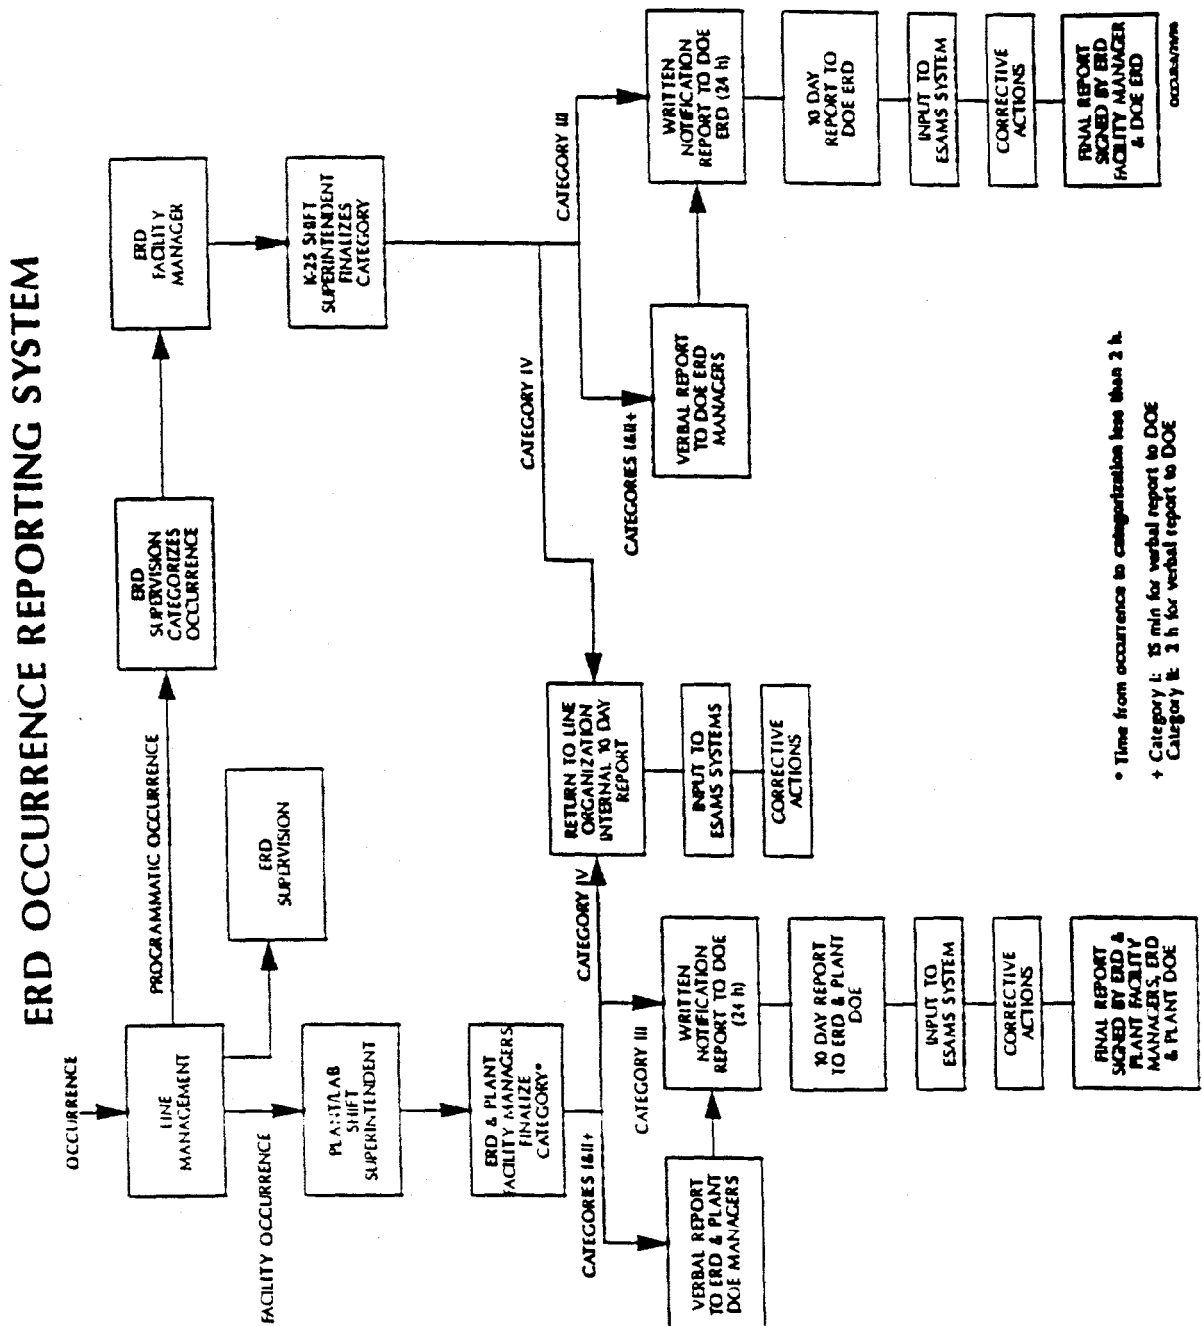 ERD OCCURRENCE REPORTING SYSTEM
OCCURRENCE
LINE
MANAGEMENT
PROGRAMMATIC OCCURRENCE
ERD
SUPERVISION
CATEGORIZES
OCCURRENCE
ERD
FACILITY
MANAGER
FACILITY OCCURRENCE
ERD
SUPERVISION
PLANT/LAB
SHIFT
SUPERINTENDENT
K-25 SHIFT
SUPERINTENDENT
FINALIZES
CATEGORY
ERD & PLANT
FACILITY MANAGERS
FINALIZE
CATEGORY*
CATEGORIES I&II+
CATEGORY III
CATEGORY IV
CATEGORY IV
CATEGORIES I&II+
CATEGORY III
VERBAL REPORT
TO ERD & PLANT
DOE MANAGERS
WRITTEN
NOTIFICATION
REPORT TO DOE
(24 h)
RETURN TO LINE
ORGANIZATION
INTERNAL 10 DAY
REPORT
VERBAL REPORT
TO DOE ERD
MANAGERS
WRITTEN
NOTIFICATION
REPORT TO DOE
ERD (24 h)
10 DAY REPORT
TO ERD & PLANT
DOE
INPUT TO
ESAMS SYSTEMS
10 DAY
REPORT TO
DOE ERD
INPUT TO
ESAMS SYSTEM
CORRECTIVE
ACTIONS
INPUT TO
ESAMS SYSTEM
CORRECTIVE
ACTIONS
CORRECTIVE
ACTIONS
FINAL REPORT
SIGNED BY ERD &
PLANT FACILITY
MANAGERS, ERD
& PLANT DOE
FINAL REPORT
SIGNED BY ERD
FACILITY MANAGER
& DOE ERD
* Time from occurrence to categorization less than 2 h.
+ Category I: 15 min for verbal report to DOE
Category II: 2 h for verbal report to DOE